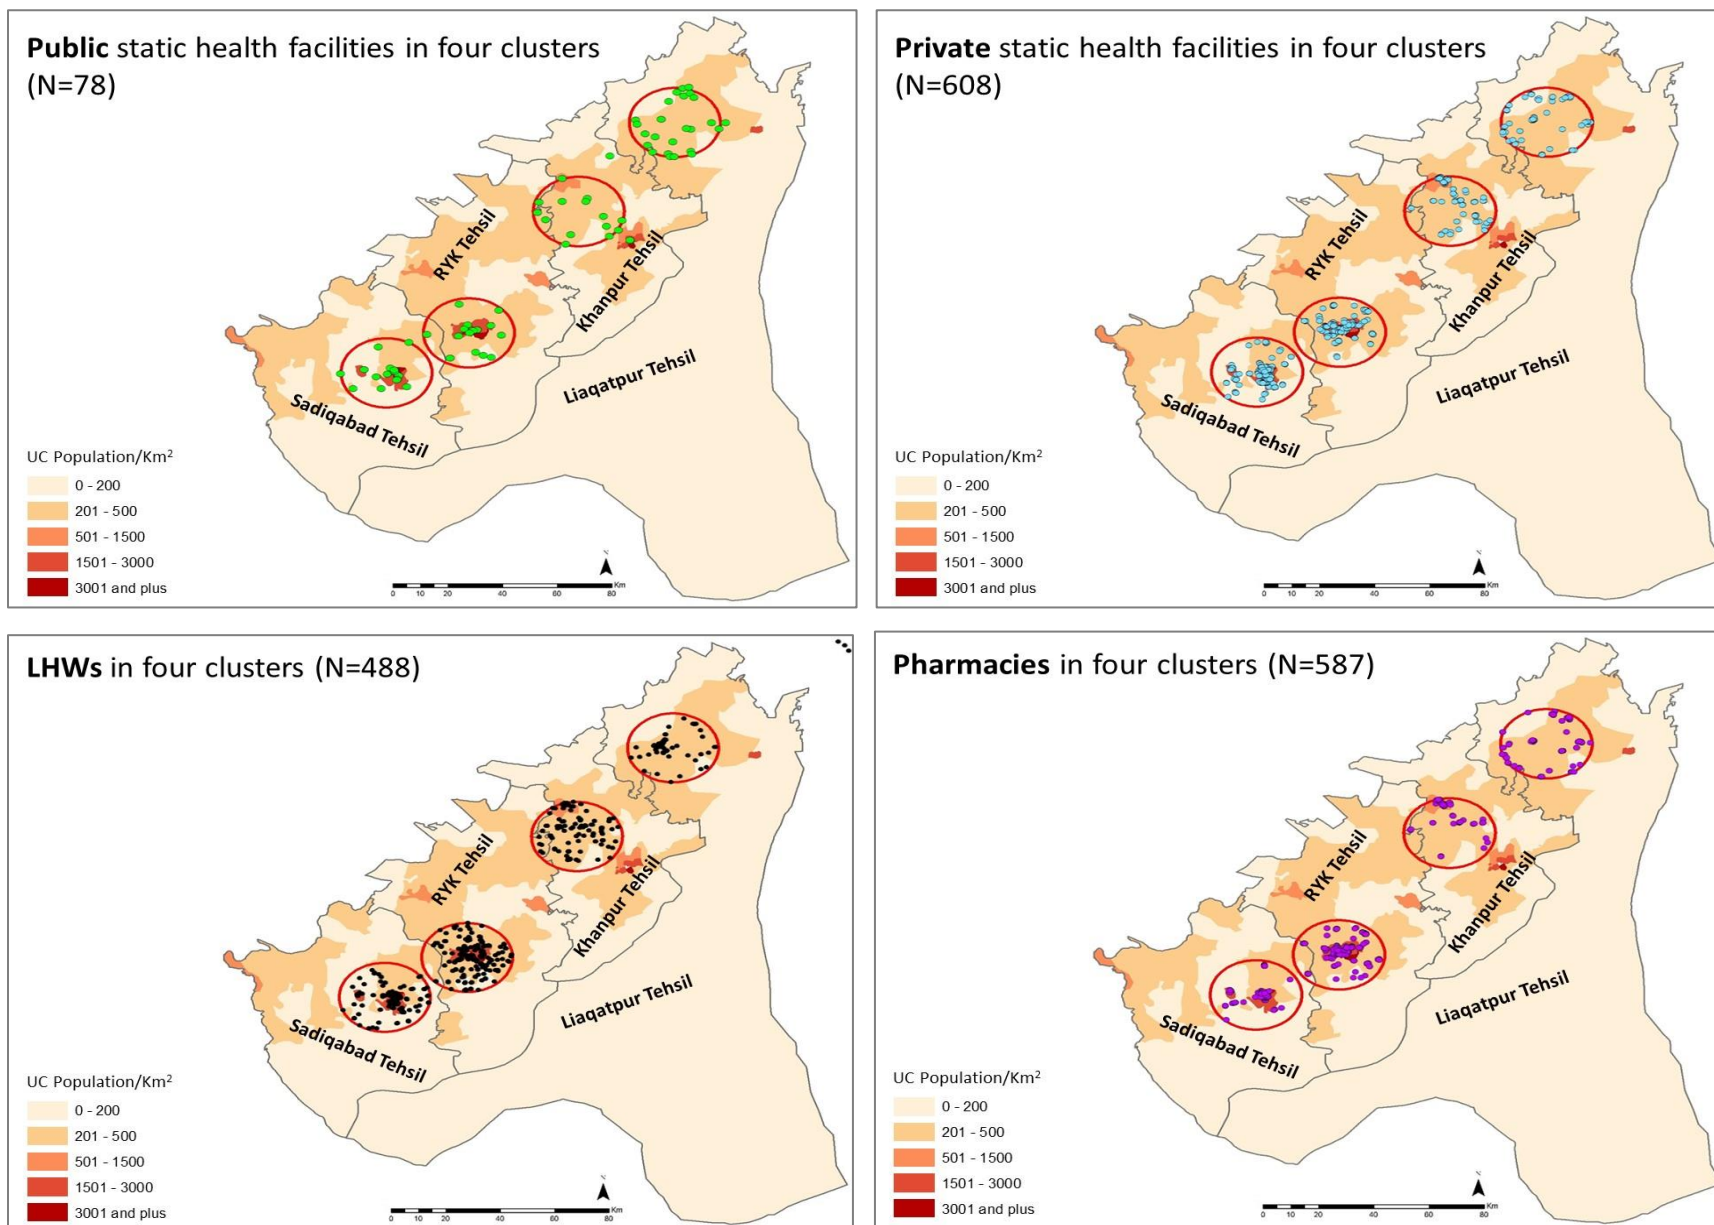 Public static health facilities in four clusters
(N=78)
RYK Tehsil
Khanpur Tehsil
Liaqatpur Tehsil
Sadiqabad Tehsil
UC Population/Km²
0 - 200
201 - 500
501 - 1500
1501 - 3000
3001 and plus
N
0 10 20 40 60 80 Km
Private static health facilities in four clusters
(N=608)
RYK Tehsil
Khanpur Tehsil
Liaqatpur Tehsil
Sadiqabad Tehsil
UC Population/Km²
0 - 200
201 - 500
501 - 1500
1501 - 3000
3001 and plus
N
0 10 20 40 60 80 Km
LHWs in four clusters (N=488)
RYK Tehsil
Khanpur Tehsil
Liaqatpur Tehsil
Sadiqabad Tehsil
UC Population/Km²
0 - 200
201 - 500
501 - 1500
1501 - 3000
3001 and plus
N
0 10 20 40 60 80 Km
Pharmacies in four clusters (N=587)
RYK Tehsil
Khanpur Tehsil
Liaqatpur Tehsil
Sadiqabad Tehsil
UC Population/Km²
0 - 200
201 - 500
501 - 1500
1501 - 3000
3001 and plus
N
0 10 20 40 60 80 Km